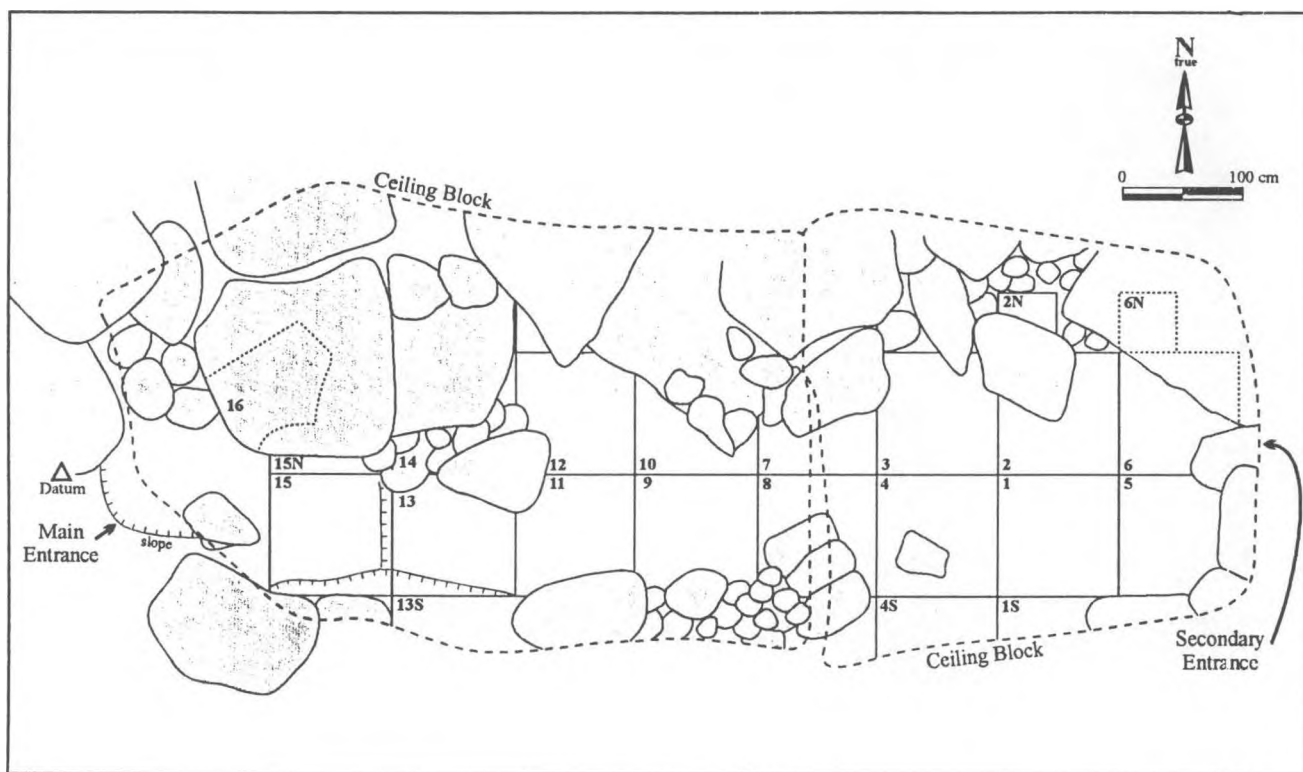 N
true
0 100 cm
Ceiling Block
2N
6N
16
15N
14
12
10
7
3
2
6
15
13
11
9
8
4
1
5
Datum
Main
Entrance
slope
13S
4S
1S
Ceiling Block
Secondary
Entrance